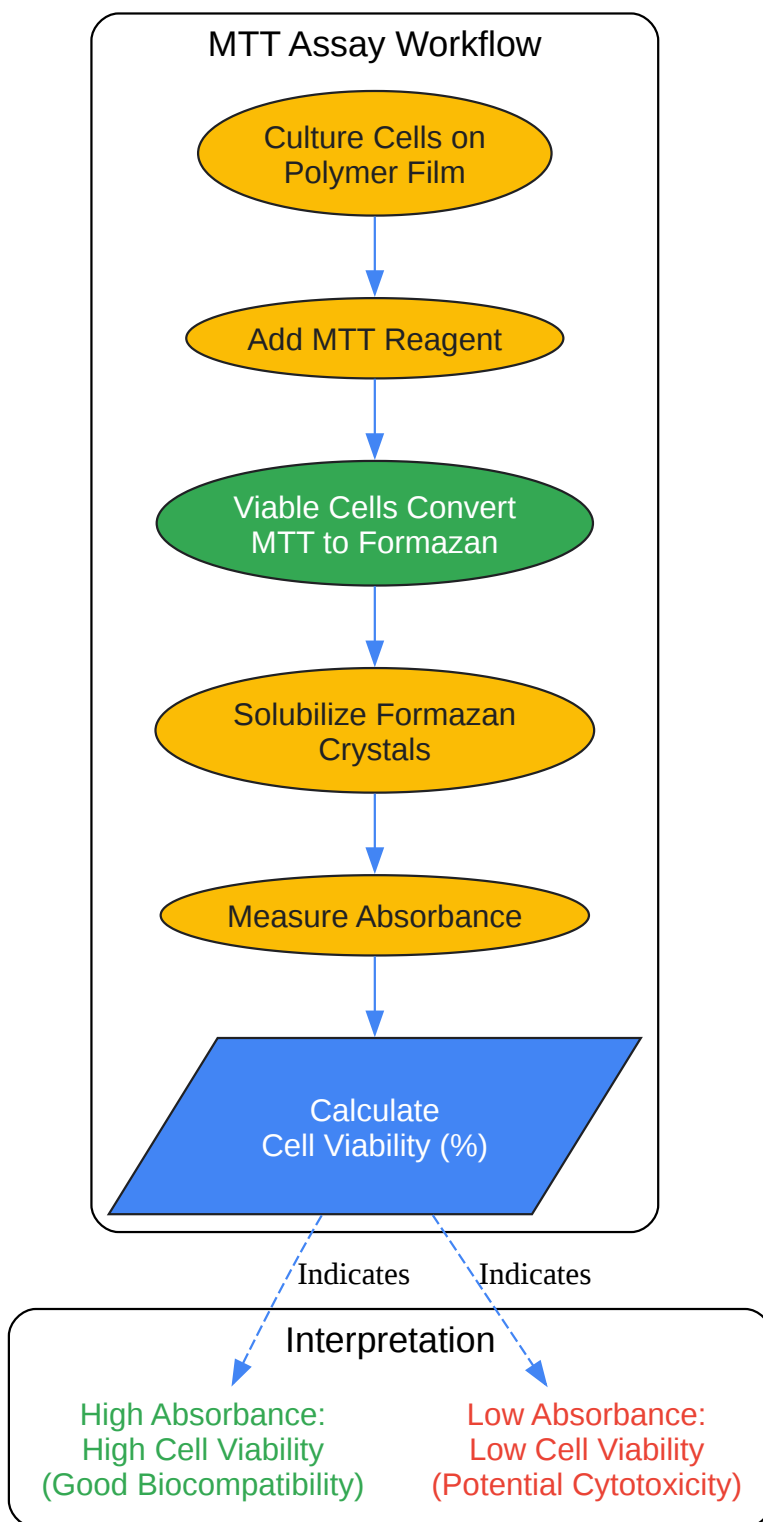 MTT Assay Workflow
Culture Cells on
Polymer Film
Add MTT Reagent
Viable Cells Convert
MTT to Formazan
Solubilize Formazan
Crystals
Measure Absorbance
Calculate
Cell Viability (%)
Indicates
Indicates
Interpretation
High Absorbance:
High Cell Viability
(Good Biocompatibility)
Low Absorbance:
Low Cell Viability
(Potential Cytotoxicity)